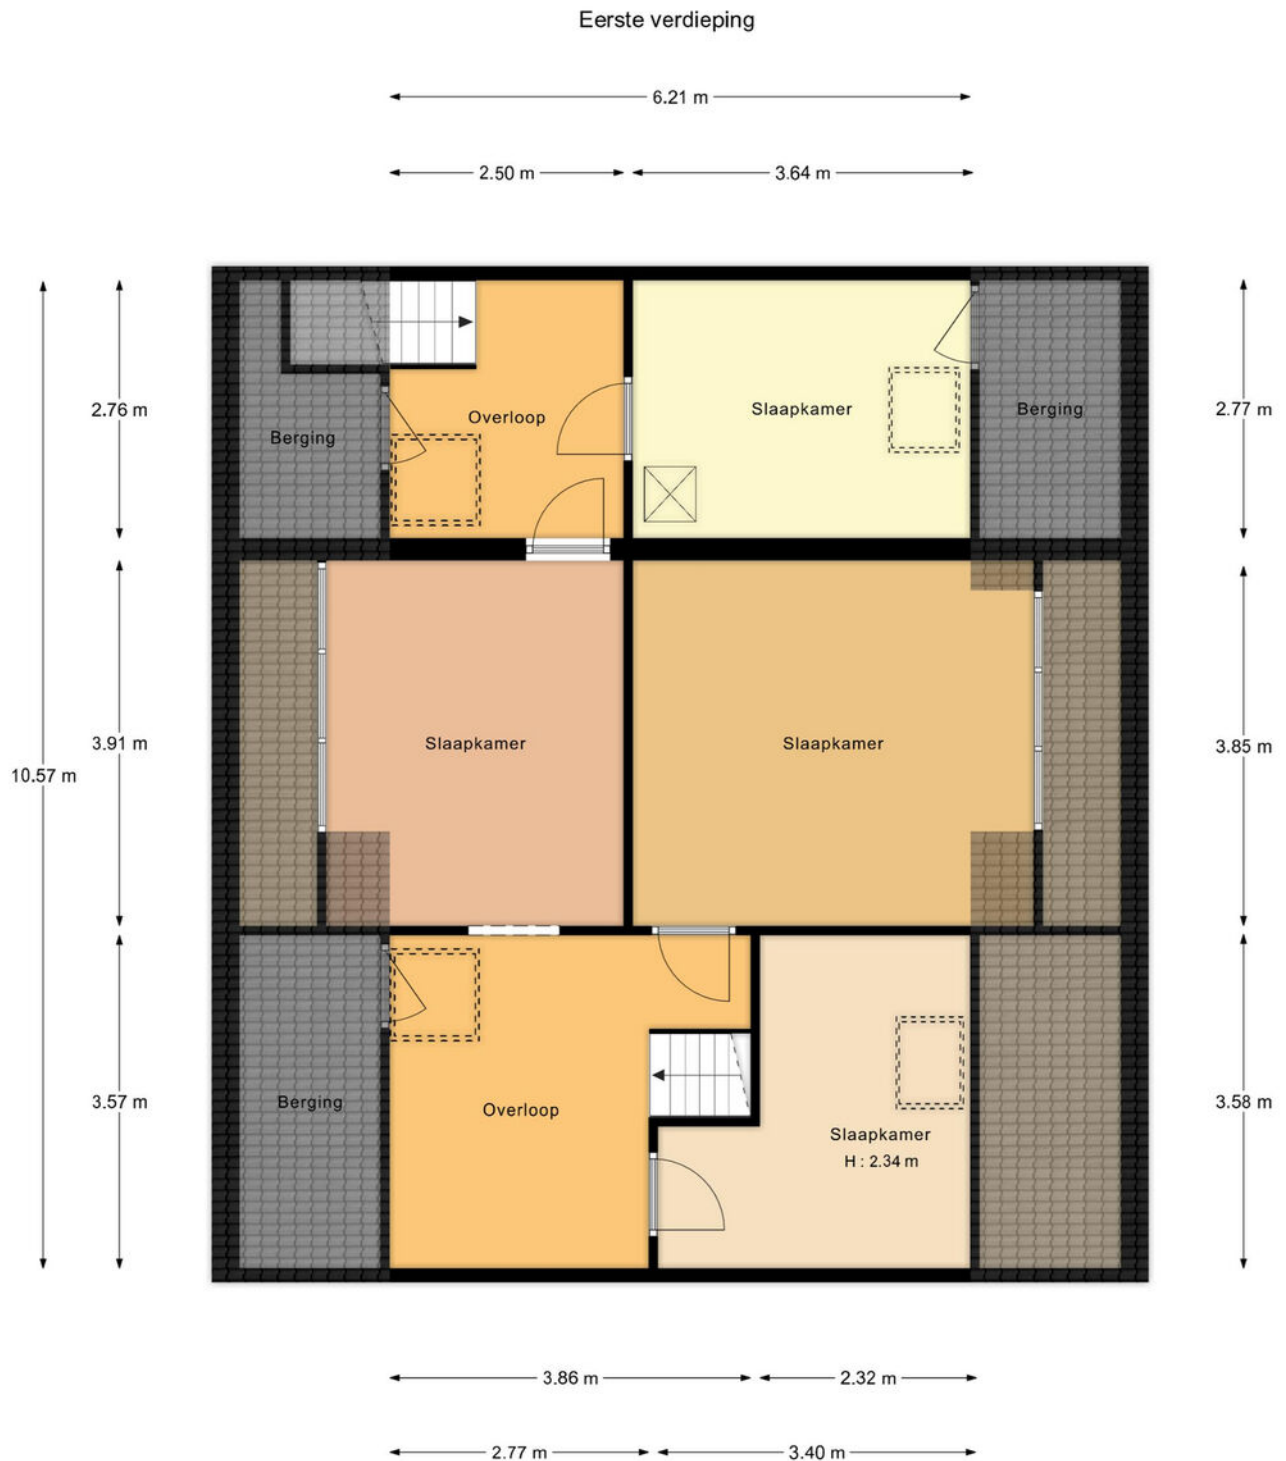 Eerste verdieping
6.21 m
2.50 m
3.64 m
2.76 m
Overloop
Slaapkamer
Berging
2.77 m
Berging
3.91 m
Slaapkamer
Slaapkamer
3.85 m
10.57 m
3.57 m
Berging
Overloop
Slaapkamer
H : 2.34 m
3.58 m
3.86 m
2.32 m
2.77 m
3.40 m